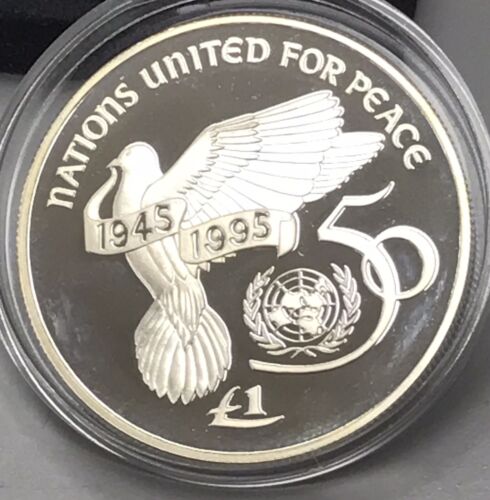 NATIONS UNITED FOR PEACE
1945 1995
50
£1